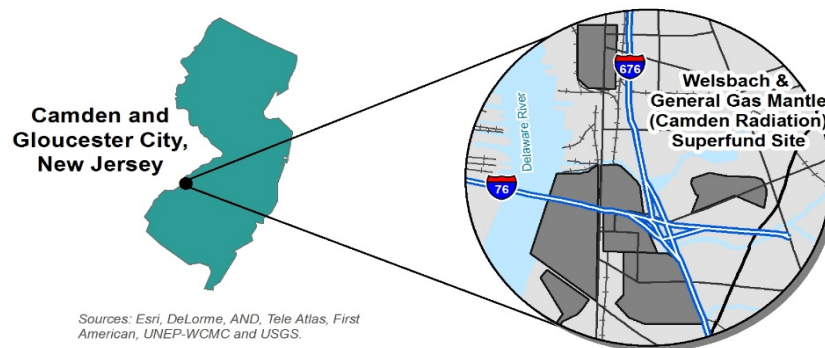 Camden and
Gloucester City,
New Jersey
Sources: Esri, DeLorme, AND, Tele Atlas, First
American, UNEP-WCMC and USGS.
676
Welsbach &
General Gas Mantle
(Camden Radiation)
Superfund Site
Delaware River
76